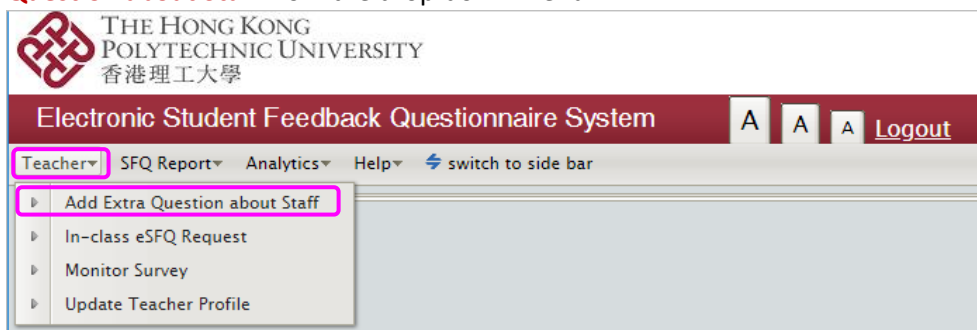 THE HONG KONG
POLYTECHNIC UNIVERSITY
香港理工大學
Electronic Student Feedback Questionnaire System A A A Logout
Teacher SFQ Report Analytics Help switch to side bar
Add Extra Question about Staff
In-class eSFQ Request
Monitor Survey
Update Teacher Profile